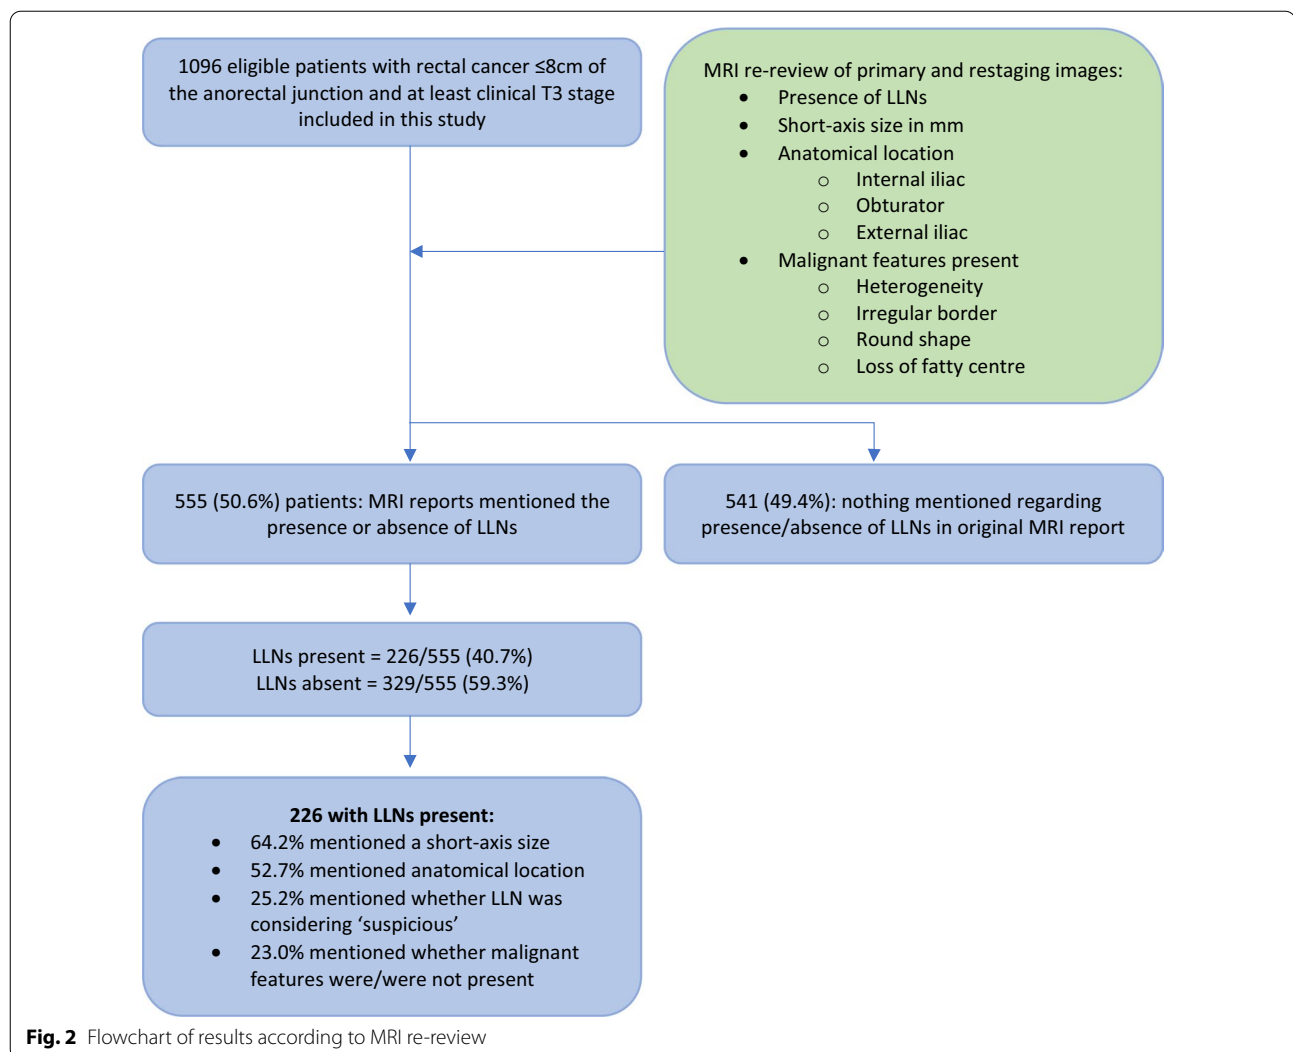 1096 eligible patients with rectal cancer ≤8cm of
the anorectal junction and at least clinical T3 stage
included in this study
MRI re-review of primary and restaging images:
• Presence of LLNs
• Short-axis size in mm
• Anatomical location
o Internal iliac
o Obturator
o External iliac
• Malignant features present
o Heterogeneity
o Irregular border
o Round shape
o Loss of fatty centre
555 (50.6%) patients: MRI reports mentioned the
presence or absence of LLNs
541 (49.4%): nothing mentioned regarding
presence/absence of LLNs in original MRI report
LLNs present = 226/555 (40.7%)
LLNs absent = 329/555 (59.3%)
226 with LLNs present:
• 64.2% mentioned a short-axis size
• 52.7% mentioned anatomical location
• 25.2% mentioned whether LLN was
considering ‘suspicious’
• 23.0% mentioned whether malignant
features were/were not present
Fig. 2 Flowchart of results according to MRI re-review